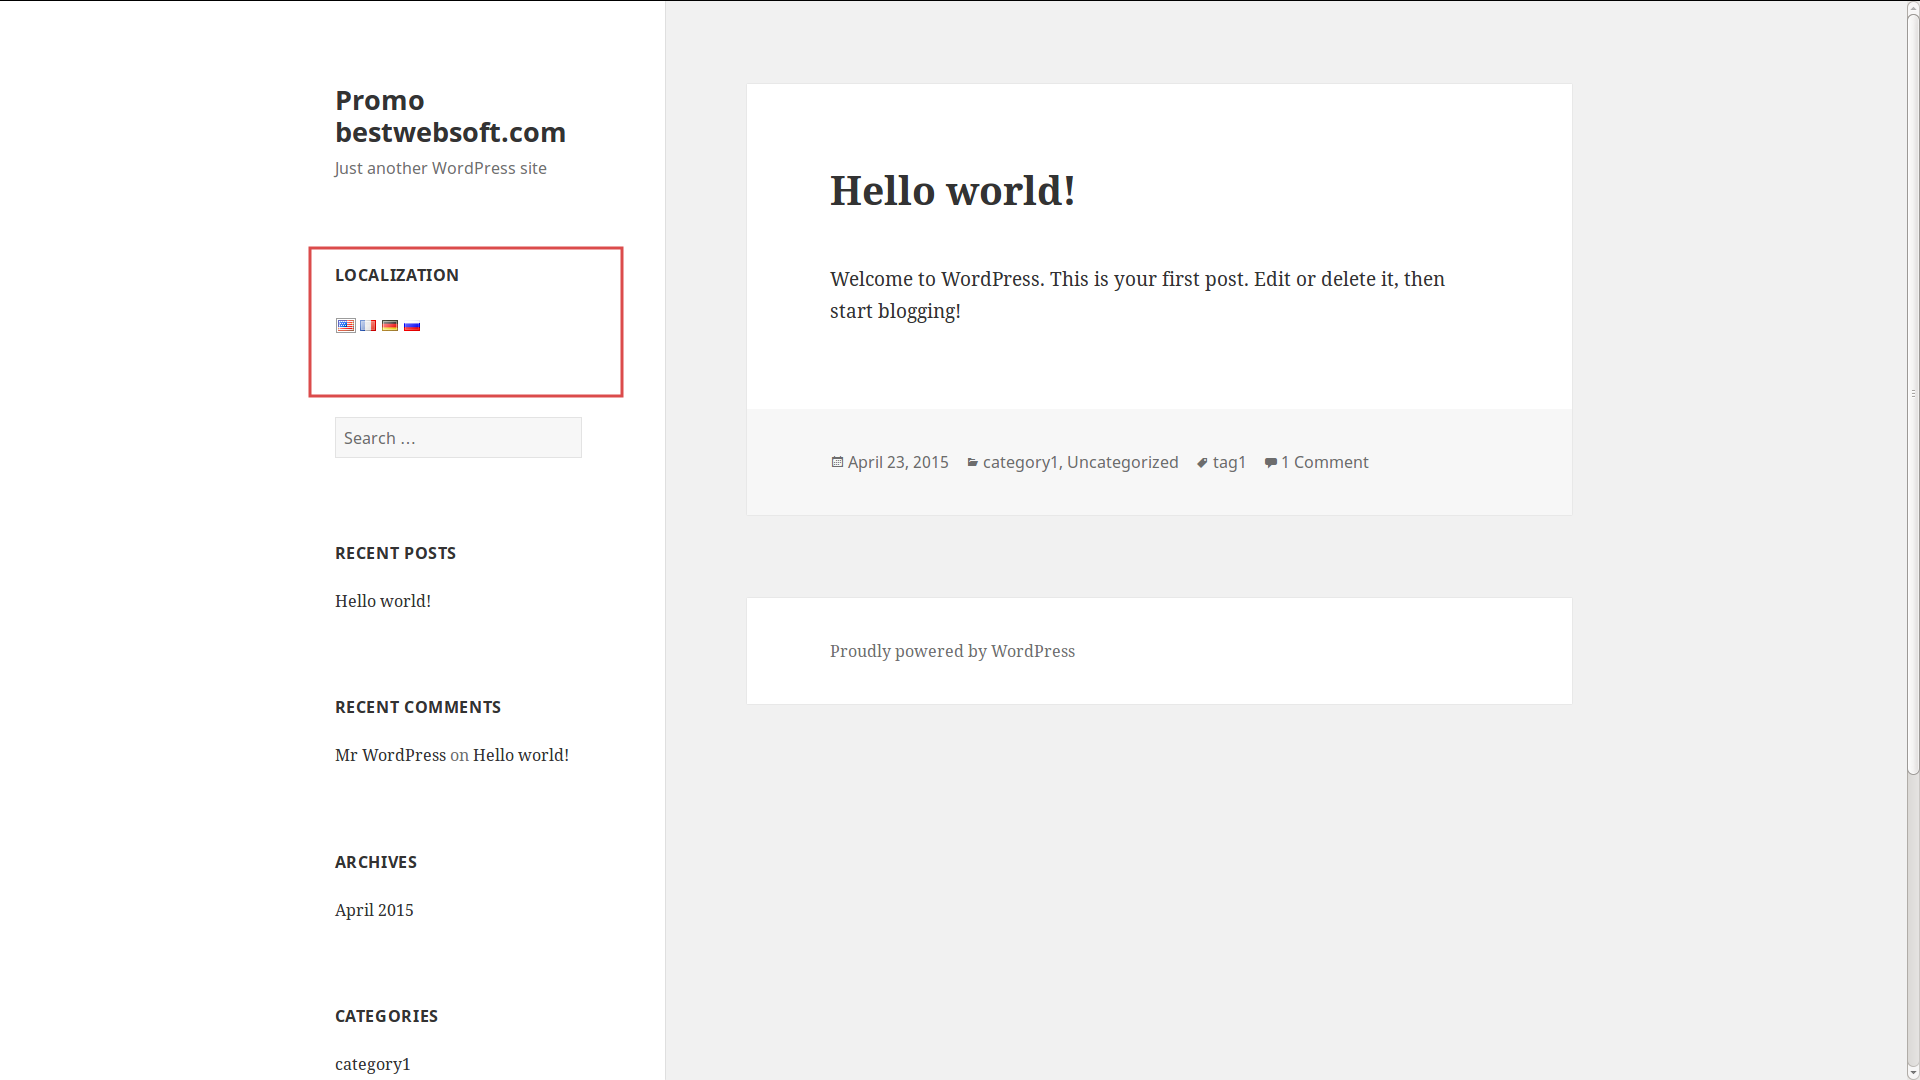 Promo
bestwebsoft.com
Just another WordPress site
LOCALIZATION
Search …
RECENT POSTS
Hello world!
RECENT COMMENTS
Mr WordPress on Hello world!
ARCHIVES
April 2015
CATEGORIES
category1
Hello world!
Welcome to WordPress. This is your first post. Edit or delete it, then
start blogging!
April 23, 2015 category1, Uncategorized tag1 1 Comment
Proudly powered by WordPress